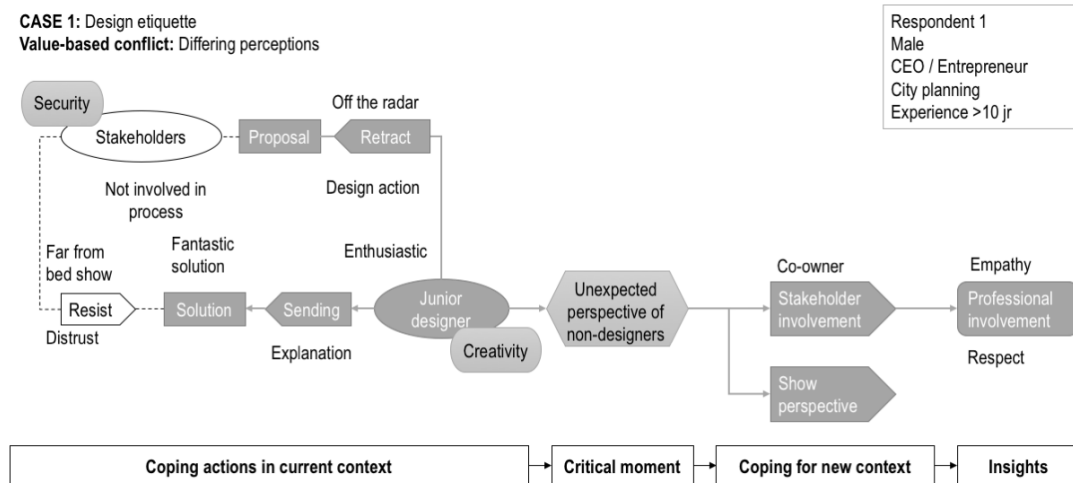 CASE 1: Design etiquette
Value-based conflict: Differing perceptions
Respondent 1
Male
CEO / Entrepreneur
City planning
Experience >10 jr
Security
Stakeholders
Proposal
Off the radar
Retract
Not involved in
process
Design action
Far from
bed show
Fantastic
solution
Enthusiastic
Resist
Distrust
Solution
Sending
Explanation
Junior
designer
Creativity
Unexpected
perspective of
non-designers
Co-owner
Stakeholder
involvement
Empathy
Professional
involvement
Respect
Show
perspective
Coping actions in current context
Critical moment
Coping for new context
Insights